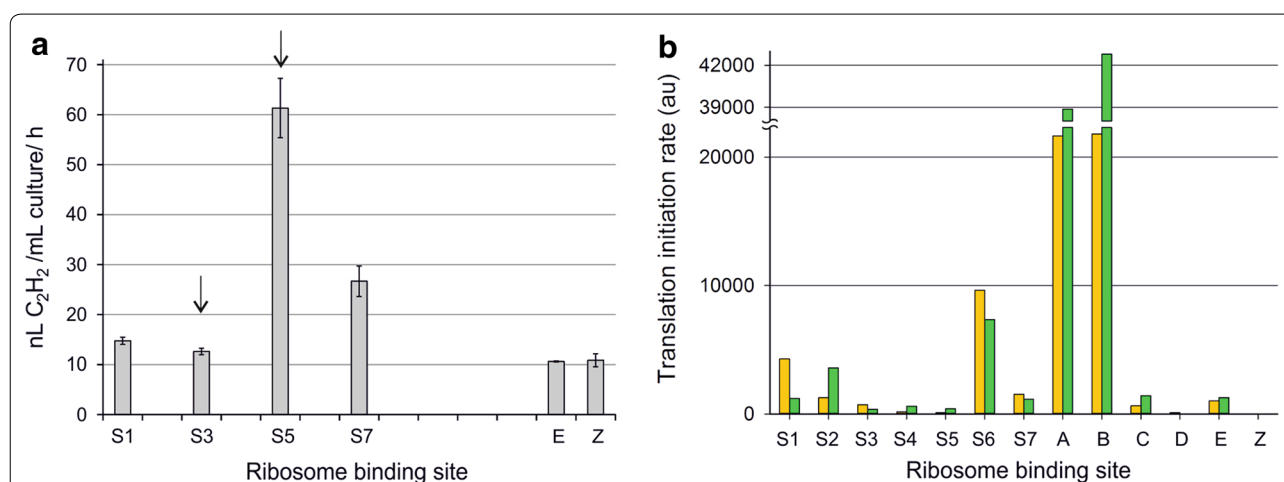 a
nL C₂H₂ /mL culture/ h
70
60
50
40
30
20
10
0
S1 S3 S5 S7 E Z
Ribosome binding site
b
Translation initiation rate (au)
42000
39000
20000
10000
0
S1 S2 S3 S4 S5 S6 S7 A B C D E Z
Ribosome binding site